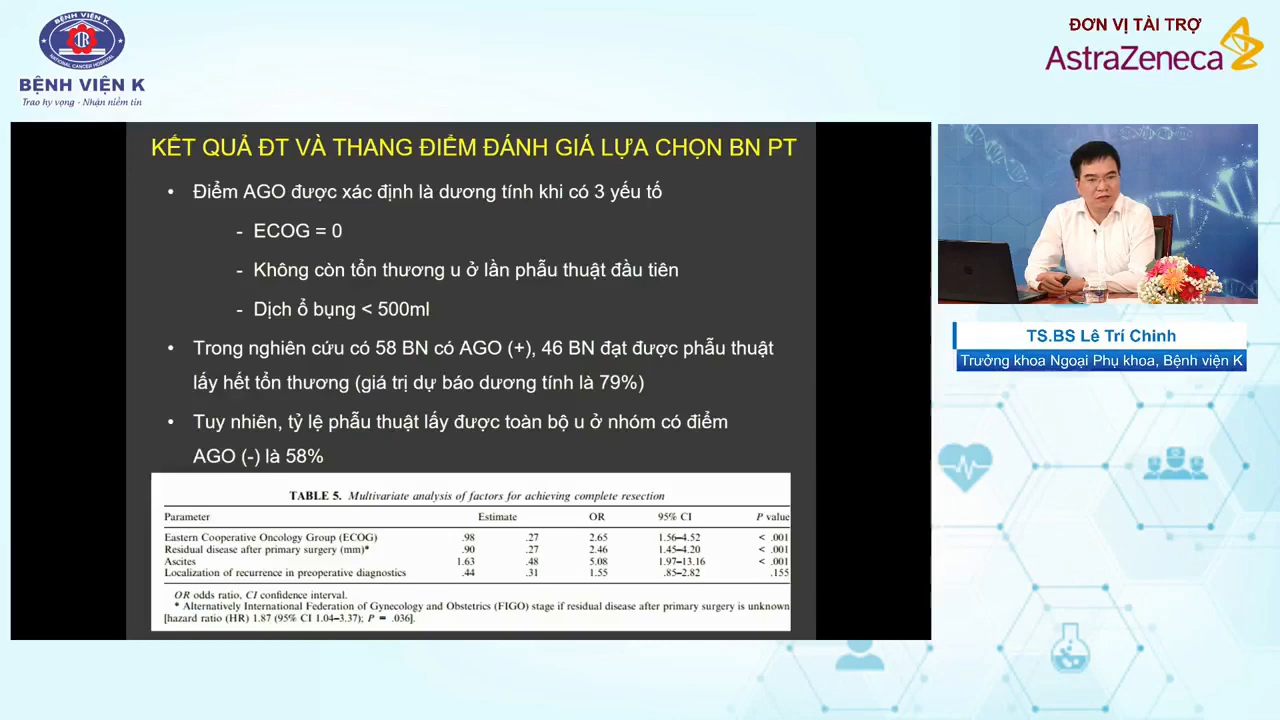 BỆNH VIỆN K
NATIONAL CANCER HOSPITAL
BỆNH VIỆN K
Trao hy vọng - Nhận niềm tin
ĐƠN VỊ TÀI TRỢ
AstraZeneca
KẾT QUẢ ĐT VÀ THANG ĐIỂM ĐÁNH GIÁ LỰA CHỌN BN PT
• Điểm AGO được xác định là dương tính khi có 3 yếu tố
- ECOG = 0
- Không còn tổn thương u ở lần phẫu thuật đầu tiên
- Dịch ổ bụng < 500ml
• Trong nghiên cứu có 58 BN có AGO (+), 46 BN đạt được phẫu thuật
lấy hết tổn thương (giá trị dự báo dương tính là 79%)
• Tuy nhiên, tỷ lệ phẫu thuật lấy được toàn bộ u ở nhóm có điểm
AGO (-) là 58%
TABLE 5. Multivariate analysis of factors for achieving complete resection
Parameter Estimate OR 95% CI P value
Eastern Cooperative Oncology Group (ECOG) .98 .27 2.65 1.56–4.52 < .001
Residual disease after primary surgery (mm)* .90 .27 2.46 1.45–4.20 < .001
Ascites 1.63 .48 5.08 1.97–13.16 < .001
Localization of recurrence in preoperative diagnostics .44 .31 1.55 .85–2.82 .155
OR odds ratio, CI confidence interval.
* Alternatively International Federation of Gynecology and Obstetrics (FIGO) stage if residual disease after primary surgery is unknown
[hazard ratio (HR) 1.87 (95% CI 1.04–3.37); P = .036].
TS.BS Lê Trí Chinh
Trưởng khoa Ngoại Phụ khoa, Bệnh viện K